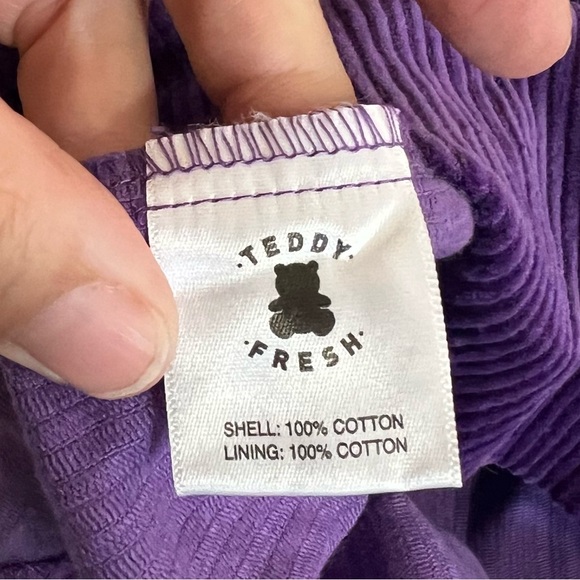 ·TEDDY·
·FRESH·
SHELL: 100% COTTON
LINING: 100% COTTON